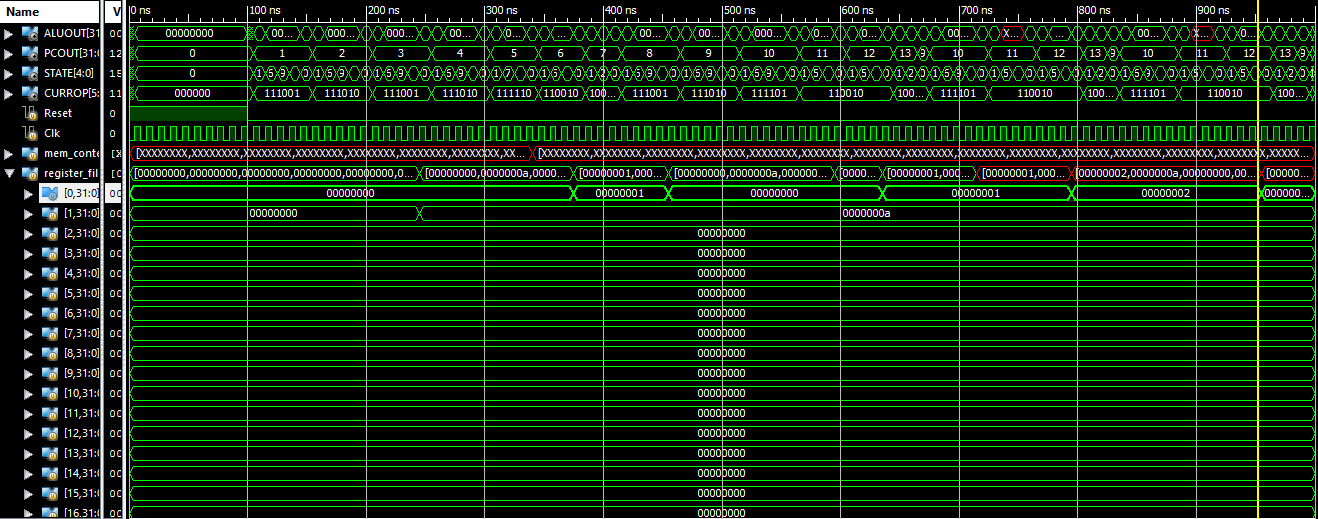 Name V 0 ns 100 ns 200 ns 300 ns 400 ns 500 ns 600 ns 700 ns 800 ns 900 ns
ALUOUT[31 00000000 00... 000... 000... 00... 0... ... 00... 00... 00... 0... 00... X... ... 00... X... 0...
PCOUT[31: 12 0 1 2 3 4 5 6 7 8 9 10 11 12 13 9 10 11 12 13 9 10 11 12 13 9
STATE[4:0] 15 0 1 5 9 0 1 5 9 0 1 5 9 0 1 5 9 0 1 7 0 1 5 0 1 2 0 1 5 9 0 1 5 9 0 1 5 9 0 1 5 0 1 5 0 1 2 0 1 5 9 0 1 5 0 1 5 0 1 2 0 1 5 9 0 1 5 0 1 5 0 1 2 0
CURROP[5: 11 000000 111001 111010 111001 111010 111011 110010 100... 111101 111010 111101 110010 100... 111101 110010 100... 111101 110010 100...
Reset 0
Clk 0
mem_conte [X [XXXXXXXX,XXXXXXXX,XXXXXXXX,XXXXXXXX,XXXXXXXX,XXXXXXXX,XXXXXXXX,XX... [XXXXXXXX,XXXXXXXX,XXXXXXXX,XXXXXXXX,XXXXXXXX,XXXXXXXX,XXXXXXXX,XXXXXXXX,XXXXXXXX,XXXXXXXX,XXXXXXXX,XXXX...
register_fil [0 [00000000,00000000,00000000,00000000,00000000,0... [00000000,0000000a,0000... [00000001,000... [00000000,0000000a,000000... [0000... [00000001,000... [00000001,000... [00000002,0000000a,00000000,00... [0000...
[0,31:0] 00 00000000 00000001 00000000 00000001 00000002 000000...
[1,31:0] 00 00000000 0000000a
[2,31:0] 00 00000000
[3,31:0] 00 00000000
[4,31:0] 00 00000000
[5,31:0] 00 00000000
[6,31:0] 00 00000000
[7,31:0] 00 00000000
[8,31:0] 00 00000000
[9,31:0] 00 00000000
[10,31:0 00 00000000
[11,31:0 00 00000000
[12,31:0 00 00000000
[13,31:0 00 00000000
[14,31:0 00 00000000
[15,31:0 00 00000000
[16,31:0 00 00000000